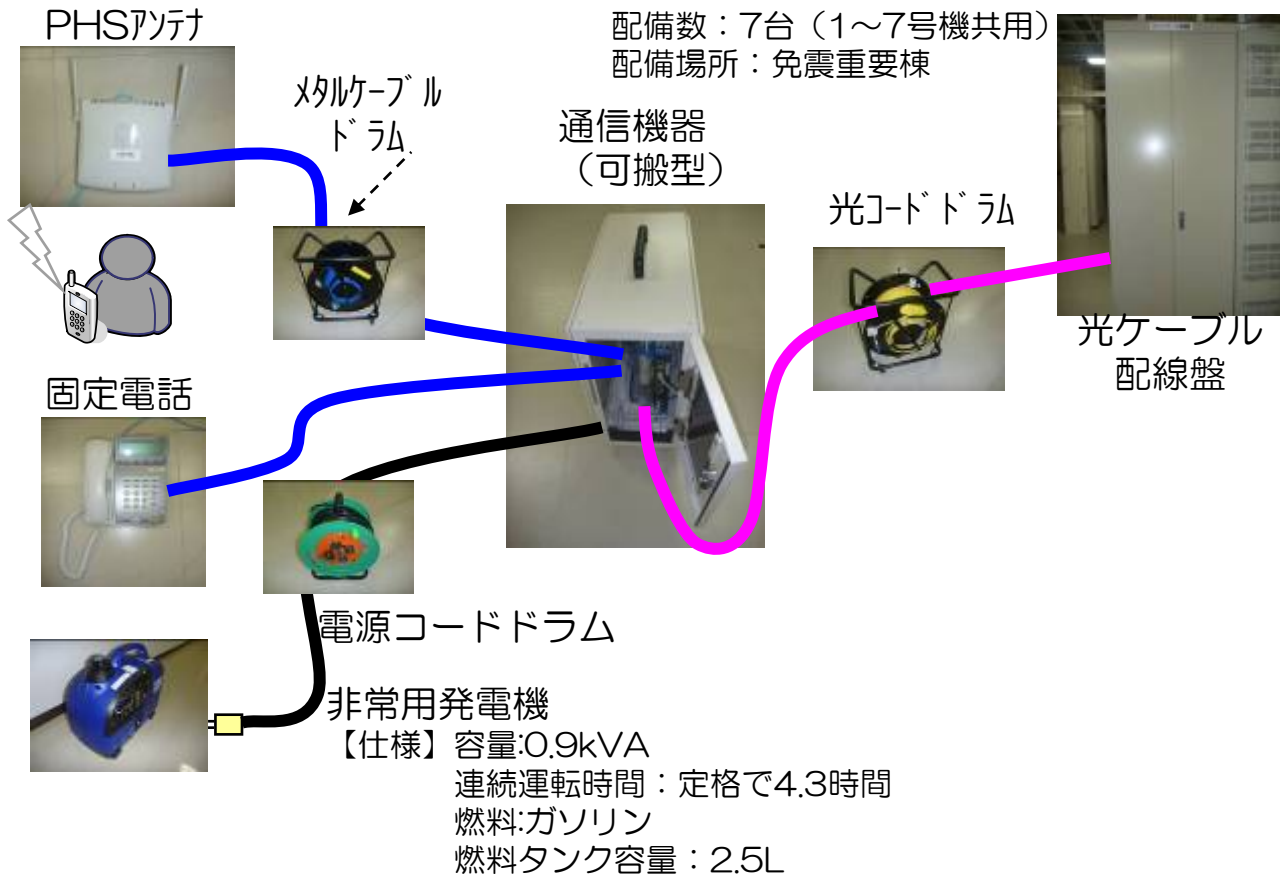 PHSアンテナ
配備数：7台（1～7号機共用）
配備場所：免震重要棟
メタルケーブル
ドラム
通信機器
（可搬型）
光コードドラム
光ケーブル
配線盤
固定電話
電源コードドラム
非常用発電機
【仕様】容量:0.9kVA
連続運転時間：定格で4.3時間
燃料:ガソリン
燃料タンク容量：2.5L